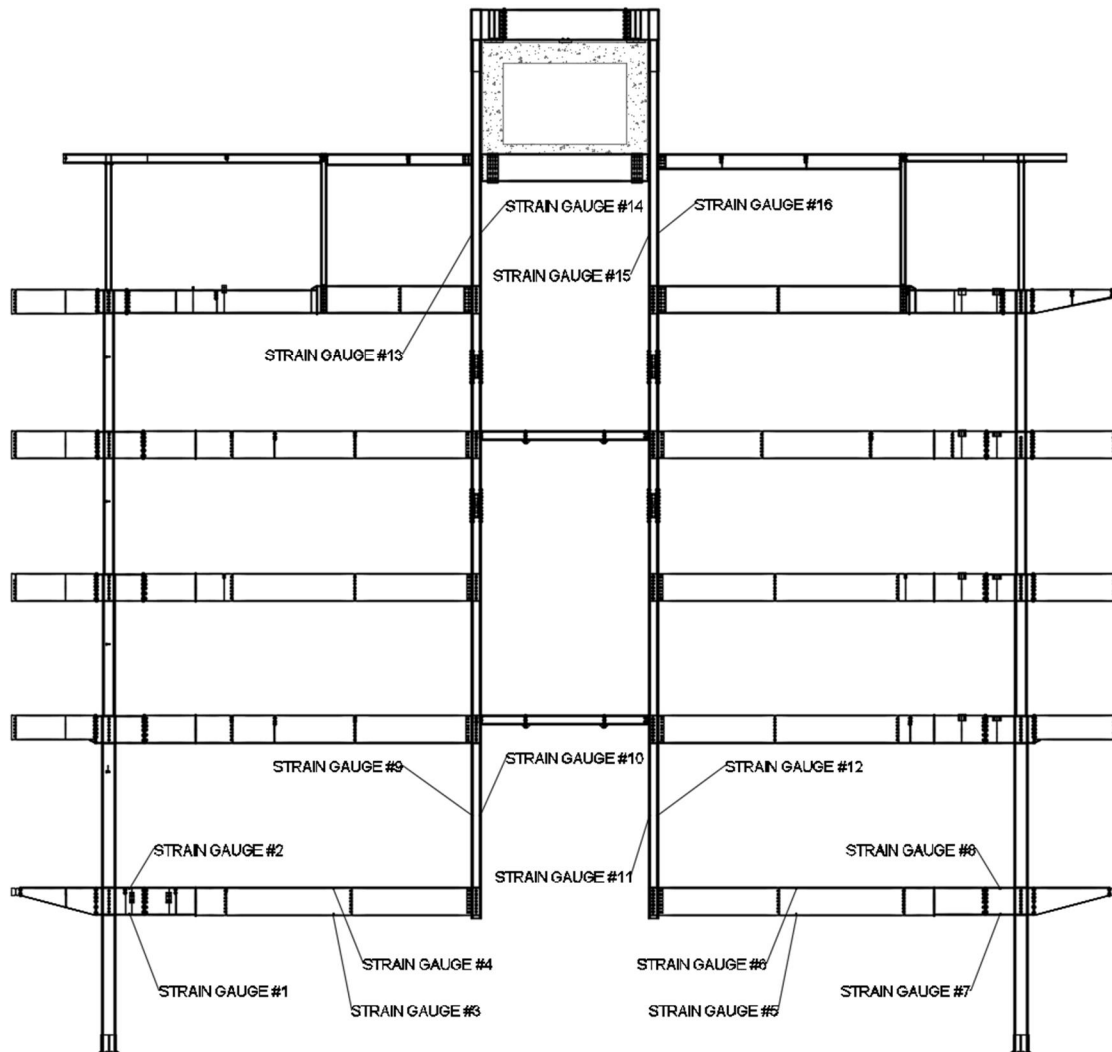 STRAIN GAUGE #14
STRAIN GAUGE #16
STRAIN GAUGE #15
STRAIN GAUGE #13
STRAIN GAUGE #9
STRAIN GAUGE #10
STRAIN GAUGE #12
STRAIN GAUGE #2
STRAIN GAUGE #11
STRAIN GAUGE #8
STRAIN GAUGE #4
STRAIN GAUGE #6
STRAIN GAUGE #1
STRAIN GAUGE #7
STRAIN GAUGE #3
STRAIN GAUGE #5